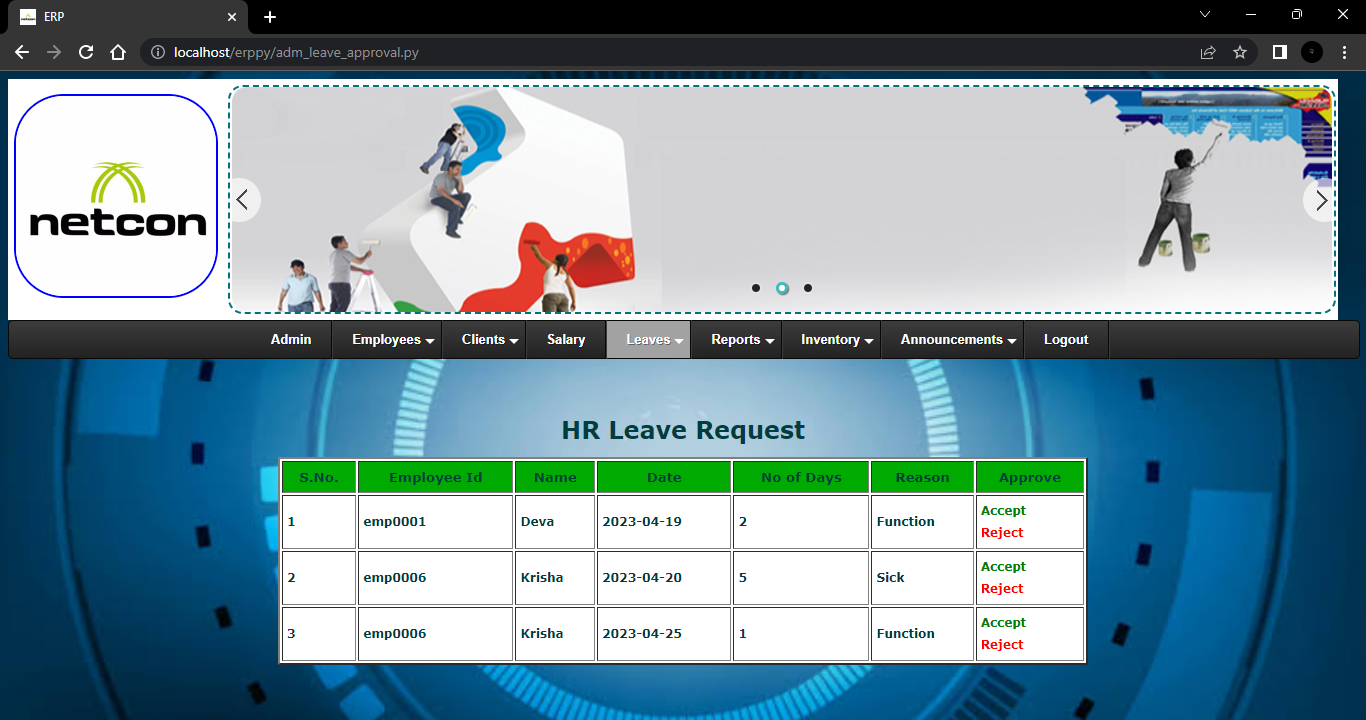 ERP
localhost/erppy/adm_leave_approval.py
netcon
Admin Employees Clients Salary Leaves Reports Inventory Announcements Logout
HR Leave Request
S.No. Employee Id Name Date No of Days Reason Approve
1 emp0001 Deva 2023-04-19 2 Function Accept
Reject
2 emp0006 Krisha 2023-04-20 5 Sick Accept
Reject
3 emp0006 Krisha 2023-04-25 1 Function Accept
Reject